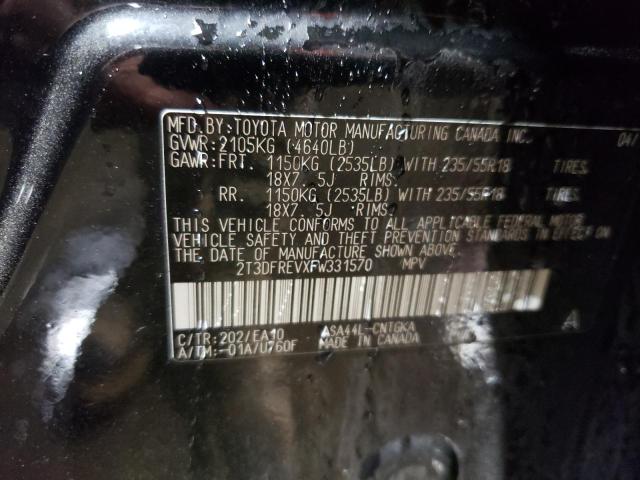 MFD.BY:TOYOTA MOTOR MANUFACTURING CANADA INC. 04/
GVWR:2105KG (4640LB)
GAWR:FRT. 1150KG (2535LB) WITH 235/55R18 TIRES.
18X7.5J RIMS.
RR. 1150KG (2535LB) WITH 235/55R18 TIRES.
18X7.5J RIMS.
THIS VEHICLE CONFORMS TO ALL APPLICABLE FEDERAL MOTOR
VEHICLE SAFETY AND THEFT PREVENTION STANDARDS IN EFFECT ON
THE DATE OF MANUFACTURE SHOWN ABOVE.
2T3DFREVXFW331570 MPV
C/TR:202/EA10 ASA44L-CNTGKA A
A/TM:-01A/U760F MADE IN CANADA